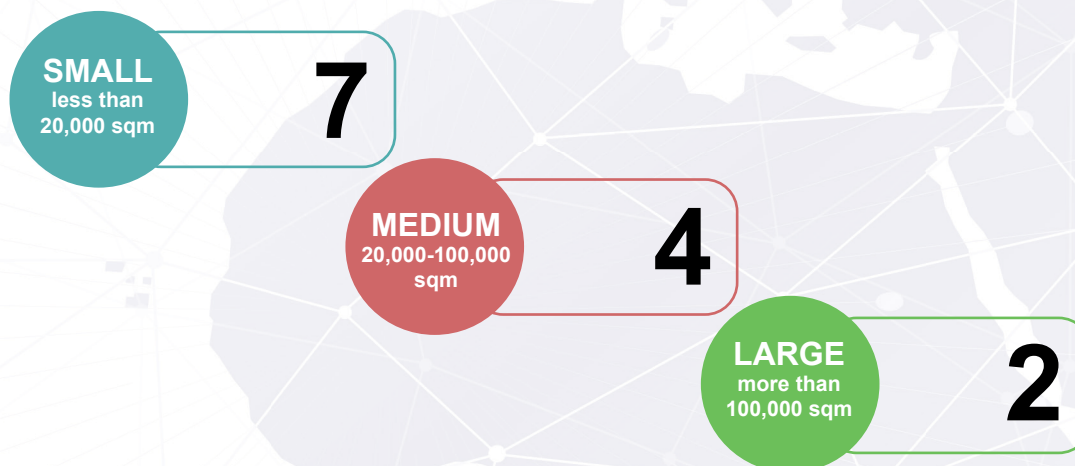 SMALL
less than
20,000 sqm
7
MEDIUM
20,000-100,000
sqm
4
LARGE
more than
100,000 sqm
2